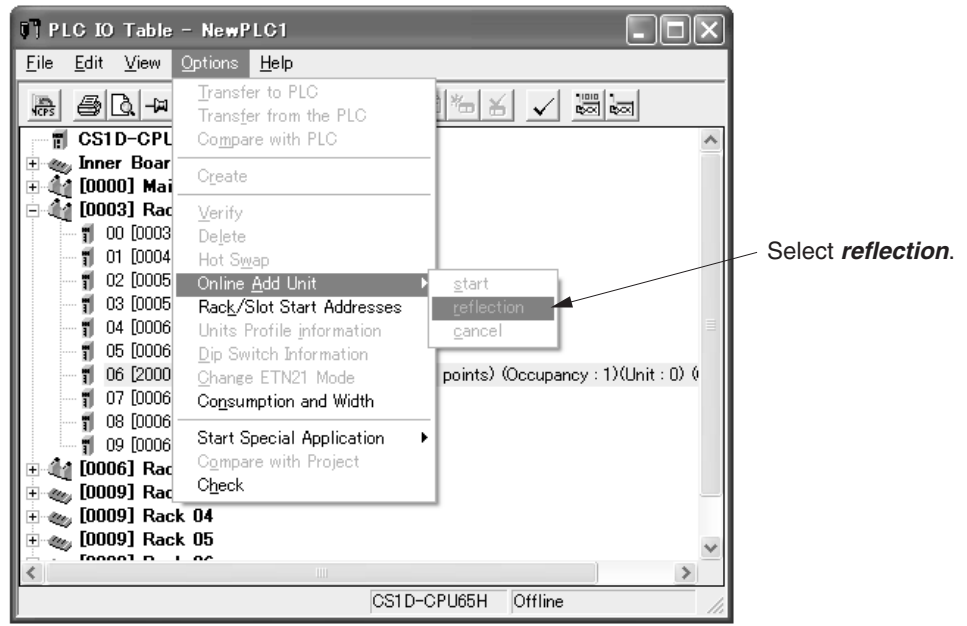 PLC IO Table - NewPLC1
File Edit View Options Help
Transfer to PLC
Transfer from the PLC
Compare with PLC
Create
Verify
Delete
Hot Swap
Online Add Unit
Rack/Slot Start Addresses
Units Profile information
Dip Switch Information
Change ETN21 Mode
Consumption and Width
Start Special Application
Compare with Project
Check
start
reflection
cancel
Select reflection.
CS1D-CPU
Inner Boar
[0000] Mai
[0003] Rac
00 [0003
01 [0004
02 [0005
03 [0005
04 [0006
05 [0006
06 [2000 points) (Occupancy : 1)(Unit : 0) (
07 [0006
08 [0006
09 [0006
[0006] Rac
[0009] Rac
[0009] Rack 04
[0009] Rack 05
CS1D-CPU65H Offline